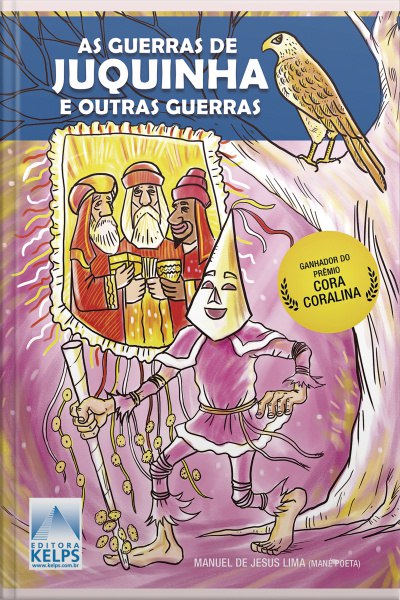 AS GUERRAS DE
JUQUINHA
E OUTRAS GUERRAS
GANHADOR DO
PRÊMIO
CORA
CORALINA
EDITORA
KELPS
www.kelps.com.br
MANUEL DE JESUS LIMA (MANÉ POETA)